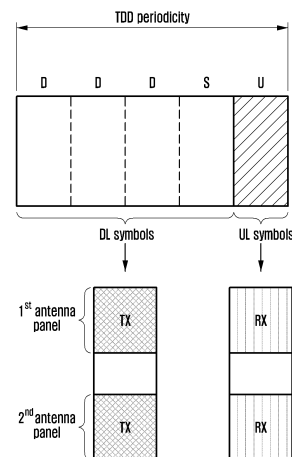 TDD periodicity
D D D S U
DL symbols UL symbols
1st antenna
panel
TX RX
2nd antenna
panel
TX RX